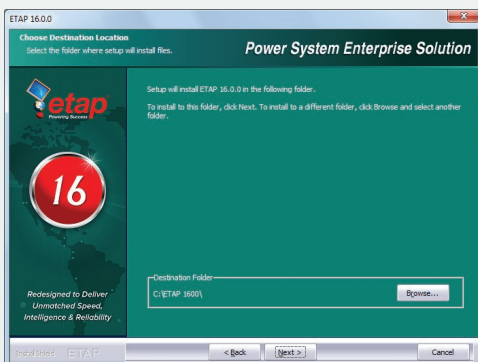 ETAP 16.0.0
Choose Destination Location
Select the folder where setup will install files.
Power System Enterprise Solution
etap
Powering Success
16
Redesigned to Deliver
Unmatched Speed,
Intelligence & Reliability
Setup will install ETAP 16.0.0 in the following folder.
To install to this folder, click Next. To install to a different folder, click Browse and select another
folder.
Destination Folder
C:\ETAP 1600\
Browse...
InstallShield ETAP
< Back
Next >
Cancel